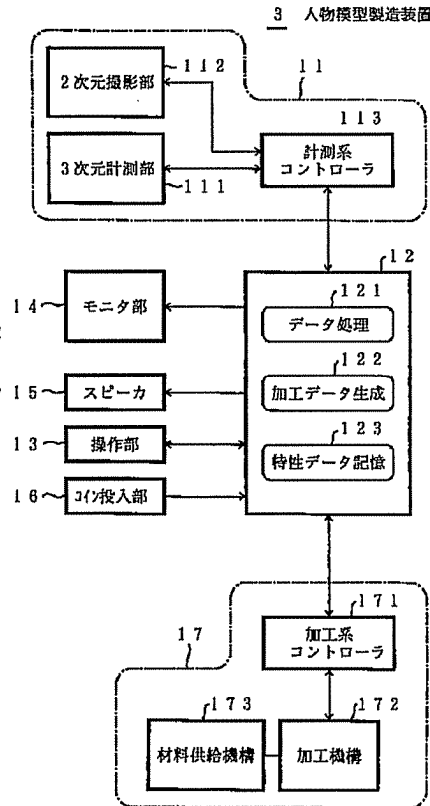 3 人物模型製造装置
112
11
2次元撮影部
113
3次元計測部
計測系
コントローラ
111
12
14
モニタ部
121
データ処理
122
15
スピーカ
加工データ生成
13
操作部
123
特性データ記憶
16
コイン投入部
171
17
加工系
コントローラ
173
172
材料供給機構
加工機構